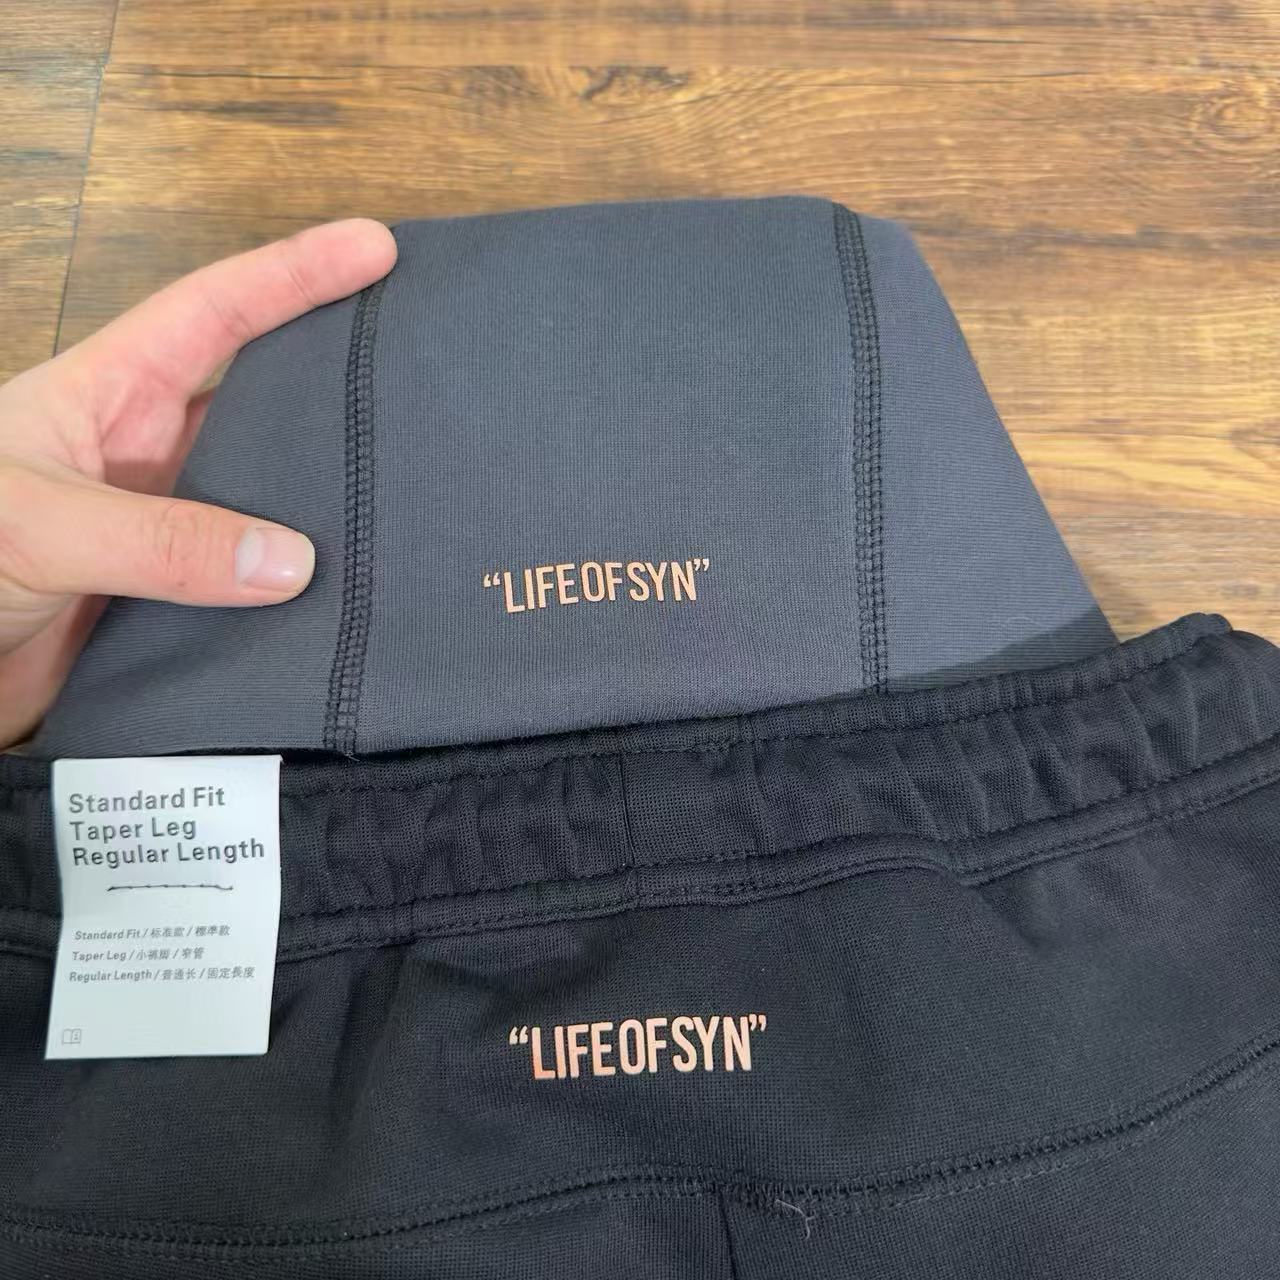 “LIFEOFSYN”
Standard Fit
Taper Leg
Regular Length
Standard Fit / 标准款 / 標準款
Taper Leg / 小裤脚 / 窄管
Regular Length / 普通长 / 固定長度
“LIFEOFSYN”